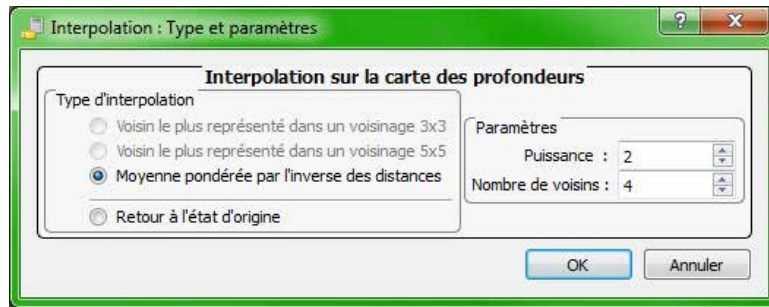 Interpolation : Type et paramètres
Interpolation sur la carte des profondeurs
Type d'interpolation
Voisin le plus représenté dans un voisinage 3x3
Voisin le plus représenté dans un voisinage 5x5
Moyenne pondérée par l'inverse des distances
Retour à l'état d'origine
Paramètres
Puissance : 2
Nombre de voisins : 4
OK
Annuler